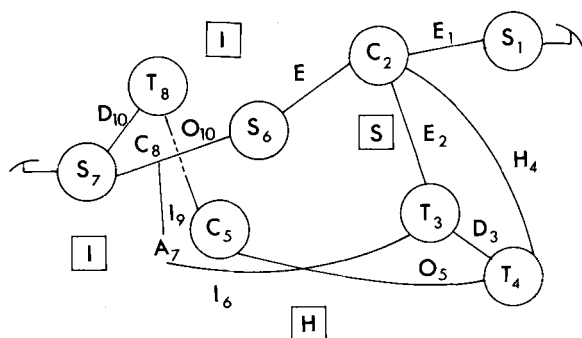 I
E
E₁
S₁
C₂
T₈
D₁₀
O₁₀
S₆
C₈
S
E₂
S₇
H₄
I₉
C₅
T₃
D₃
I
A₇
O₅
T₄
I₆
H